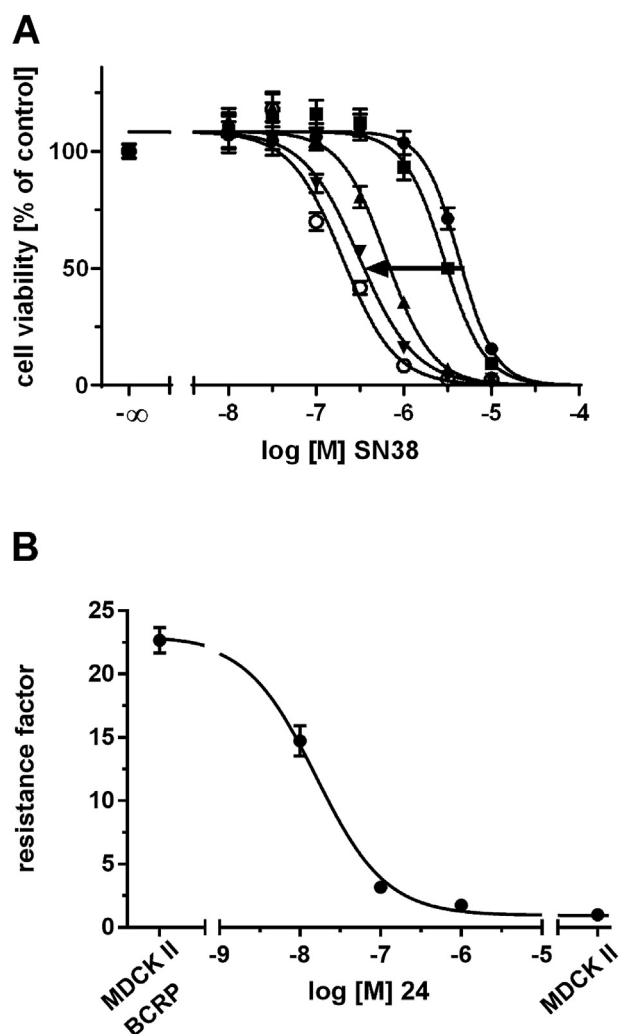 A
cell viability [% of control]
100
50
0
-∞
-8
-7
-6
-5
-4
log [M] SN38
B
resistance factor
25
20
15
10
5
0
MDCK II
BCRP
-9
-8
-7
-6
-5
MDCK II
log [M] 24